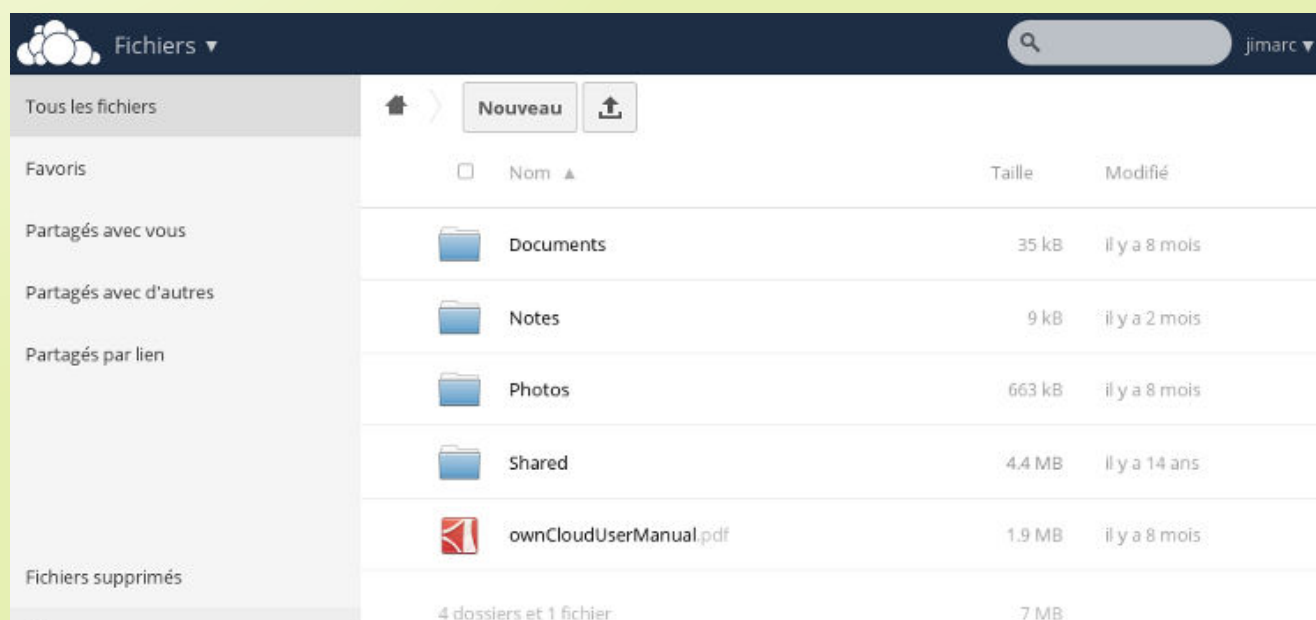 Fichiers ▼ jimarc ▼
Tous les fichiers
Nouveau
Favoris
Nom ▲ Taille Modifié
Partagés avec vous
Documents 35 kB il y a 8 mois
Partagés avec d'autres
Notes 9 kB il y a 2 mois
Partagés par lien
Photos 663 kB il y a 8 mois
Shared 4.4 MB il y a 14 ans
ownCloudUserManual.pdf 1.9 MB il y a 8 mois
Fichiers supprimés
4 dossiers et 1 fichier 7 MB